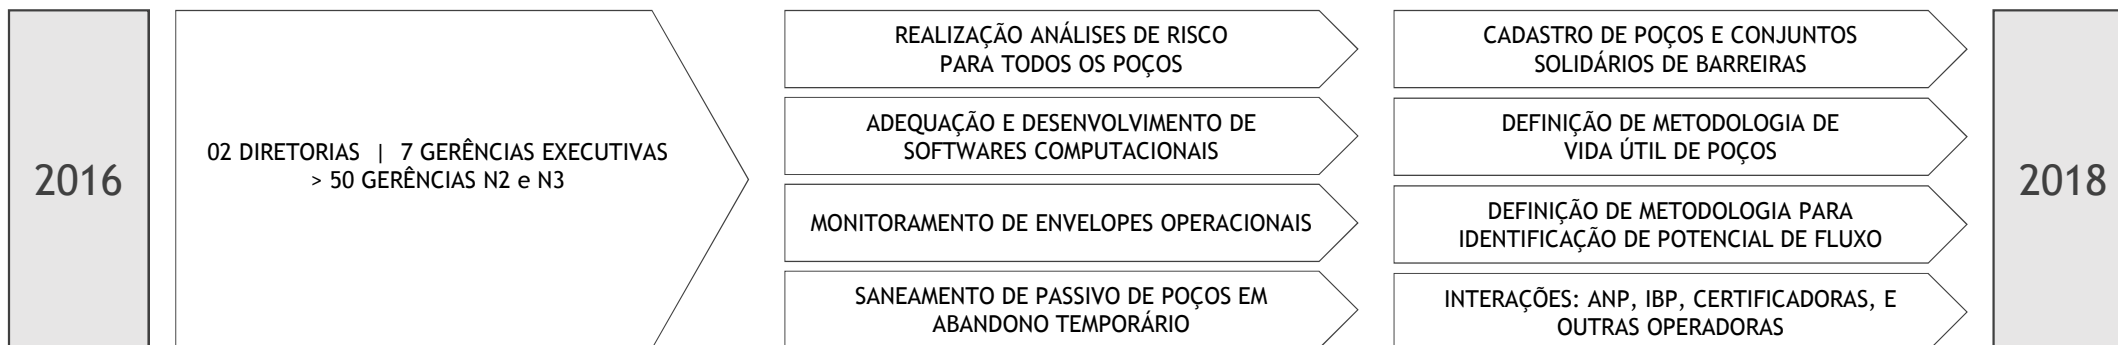 2016
02 DIRETORIAS | 7 GERÊNCIAS EXECUTIVAS
> 50 GERÊNCIAS N2 e N3
REALIZAÇÃO ANÁLISES DE RISCO
PARA TODOS OS POÇOS
ADEQUAÇÃO E DESENVOLVIMENTO DE
SOFTWARES COMPUTACIONAIS
MONITORAMENTO DE ENVELOPES OPERACIONAIS
SANEAMENTO DE PASSIVO DE POÇOS EM
ABANDONO TEMPORÁRIO
CADASTRO DE POÇOS E CONJUNTOS
SOLIDÁRIOS DE BARREIRAS
DEFINIÇÃO DE METODOLOGIA DE
VIDA ÚTIL DE POÇOS
DEFINIÇÃO DE METODOLOGIA PARA
IDENTIFICAÇÃO DE POTENCIAL DE FLUXO
INTERAÇÕES: ANP, IBP, CERTIFICADORAS, E
OUTRAS OPERADORAS
2018